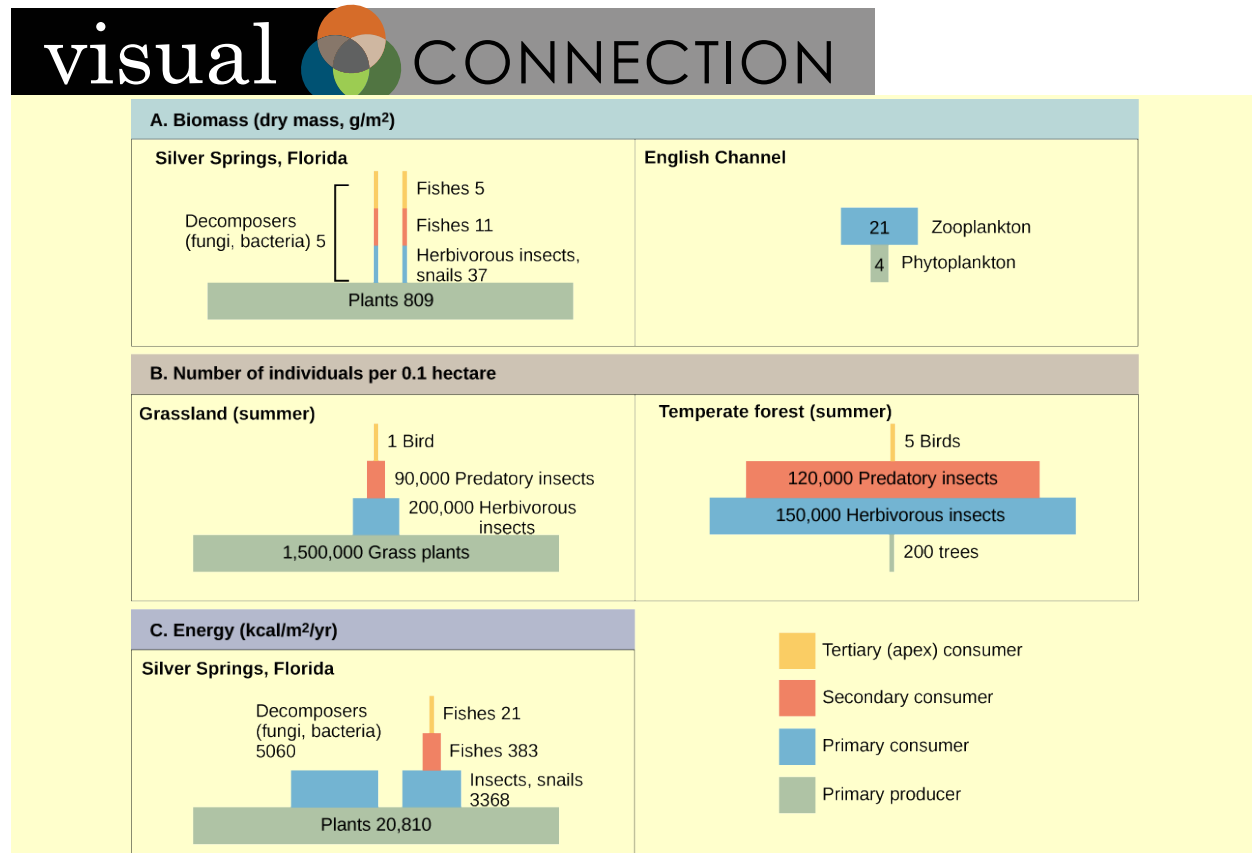 visual CONNECTION
A. Biomass (dry mass, g/m²)
Silver Springs, Florida
Fishes 5
Decomposers
(fungi, bacteria) 5
Fishes 11
Herbivorous insects,
snails 37
Plants 809
English Channel
21 Zooplankton
4 Phytoplankton
B. Number of individuals per 0.1 hectare
Grassland (summer)
1 Bird
90,000 Predatory insects
200,000 Herbivorous
insects
1,500,000 Grass plants
Temperate forest (summer)
5 Birds
120,000 Predatory insects
150,000 Herbivorous insects
200 trees
C. Energy (kcal/m²/yr)
Silver Springs, Florida
Decomposers
(fungi, bacteria)
5060
Fishes 21
Fishes 383
Insects, snails
3368
Plants 20,810
Tertiary (apex) consumer
Secondary consumer
Primary consumer
Primary producer